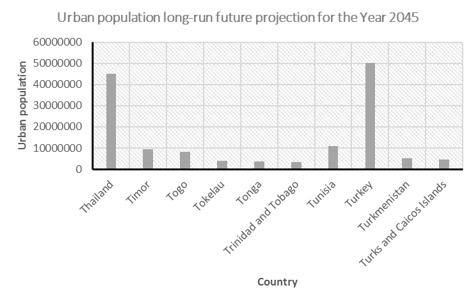 Urban population long-run future projection for the Year 2045
60000000
50000000
40000000
30000000
20000000
10000000
0
Urban population
Thailand
Timor
Togo
Tokelau
Tonga
Trinidad and Tobago
Tunisia
Turkey
Turkmenistan
Turks and Caicos Islands
Country